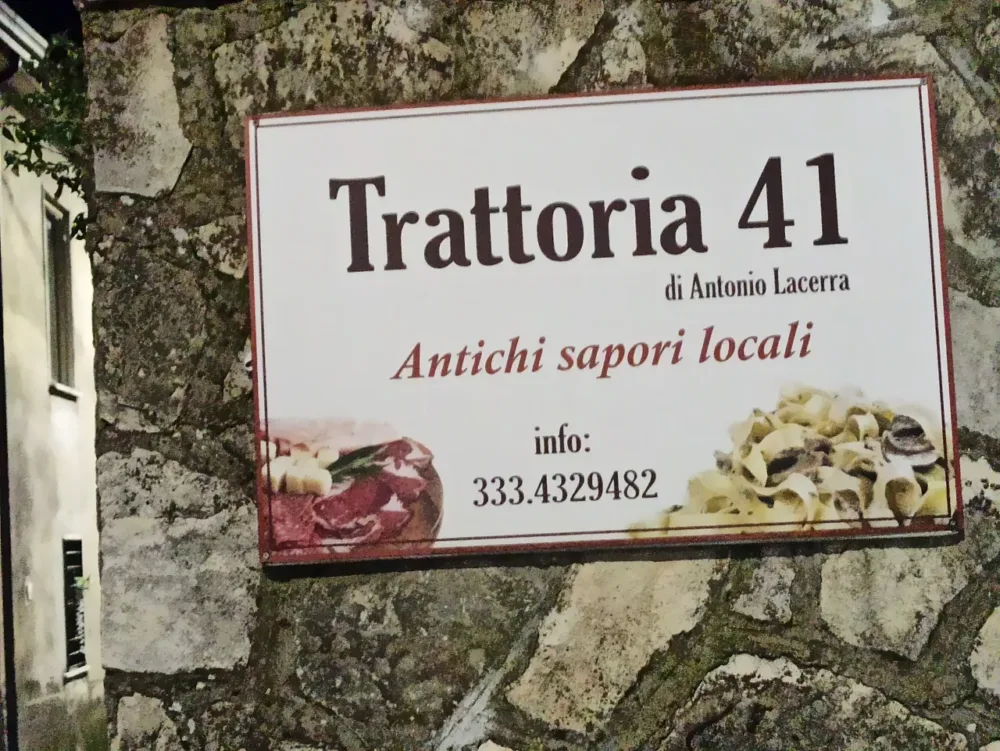 Trattoria 41
di Antonio Lacerra
Antichi sapori locali
info:
333.4329482